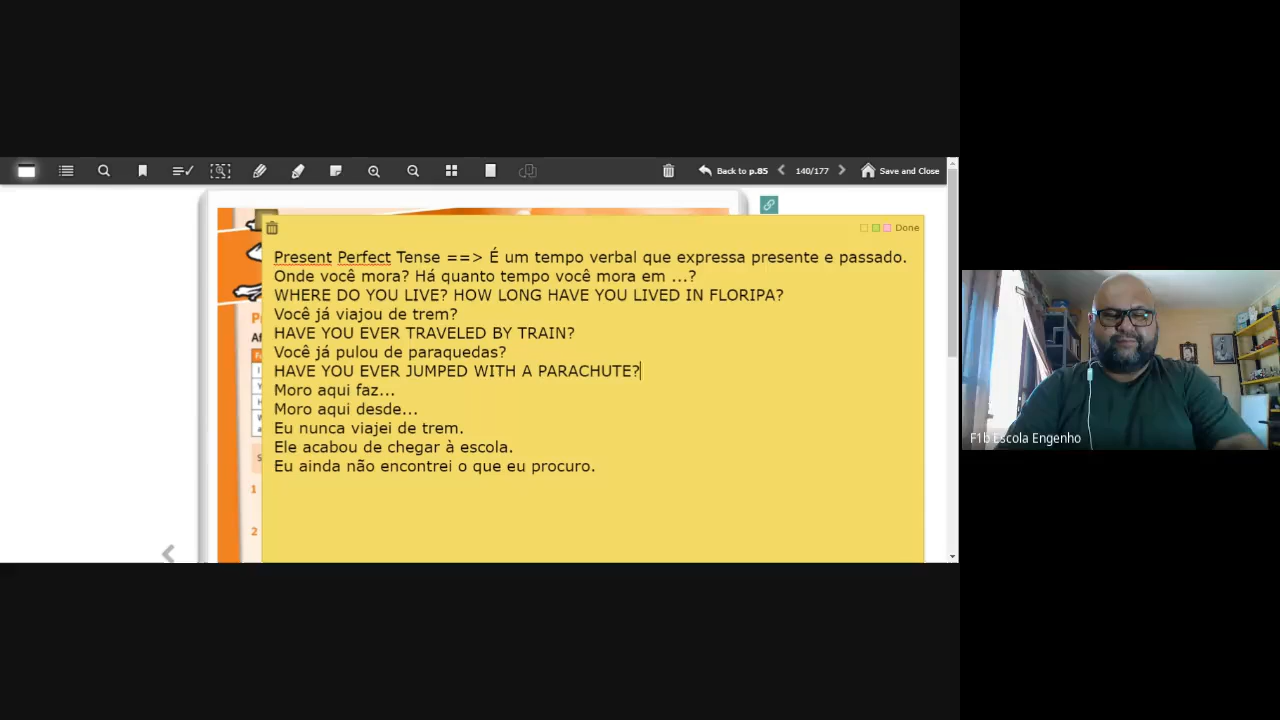 Back to p.85
140/177
Save and Close
Done
Present Perfect Tense ==> É um tempo verbal que expressa presente e passado.
Onde você mora? Há quanto tempo você mora em ...?
WHERE DO YOU LIVE? HOW LONG HAVE YOU LIVED IN FLORIPA?
Você já viajou de trem?
HAVE YOU EVER TRAVELED BY TRAIN?
Você já pulou de paraquedas?
HAVE YOU EVER JUMPED WITH A PARACHUTE?
Moro aqui faz...
Moro aqui desde...
Eu nunca viajei de trem.
Ele acabou de chegar à escola.
Eu ainda não encontrei o que eu procuro.
1
2
F1b Escola Engenho